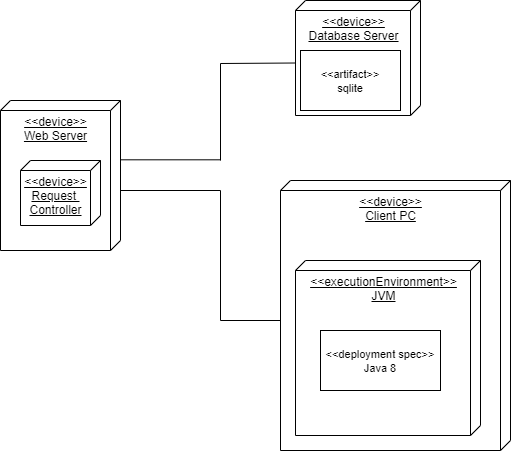 <<device>>
Database Server
<<artifact>>
sqlite
<<device>>
Web Server
<<device>>
Request
Controller
<<device>>
Client PC
<<executionEnvironment>>
JVM
<<deployment spec>>
Java 8